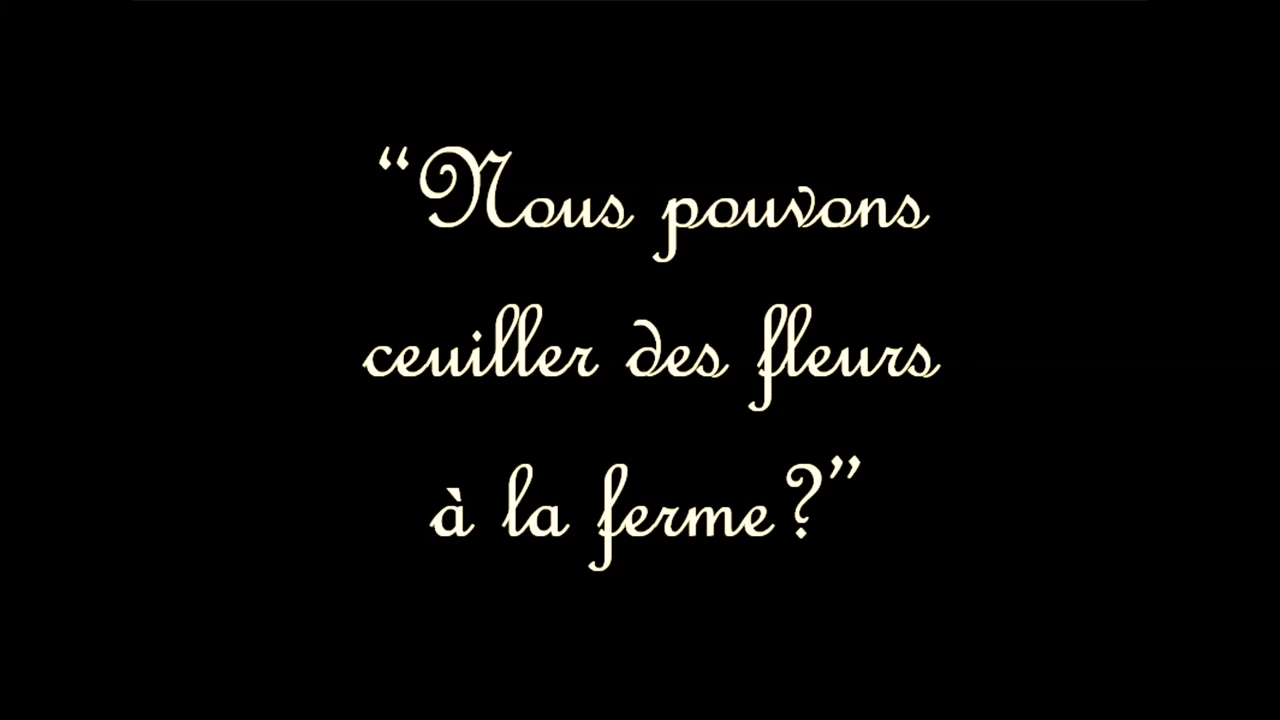 “Nous pouvons
ceuiller des fleurs
à la ferme?”